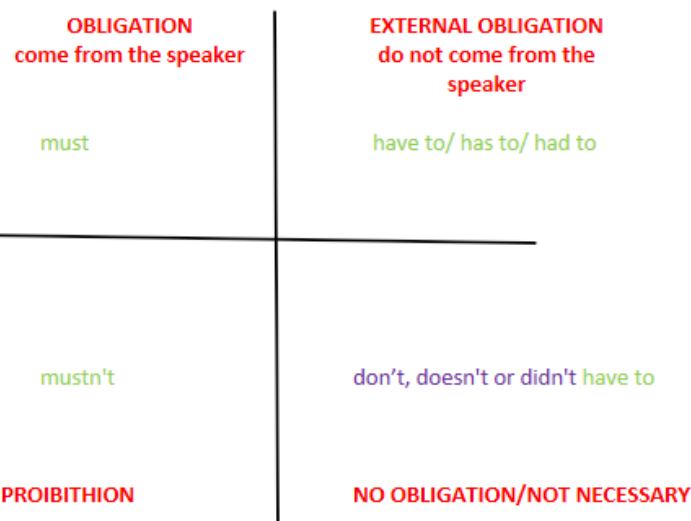 OBLIGATION
come from the speaker
EXTERNAL OBLIGATION
do not come from the
speaker
must
have to/ has to/ had to
mustn't
don’t, doesn't or didn't have to
PROIBITHION
NO OBLIGATION/NOT NECESSARY